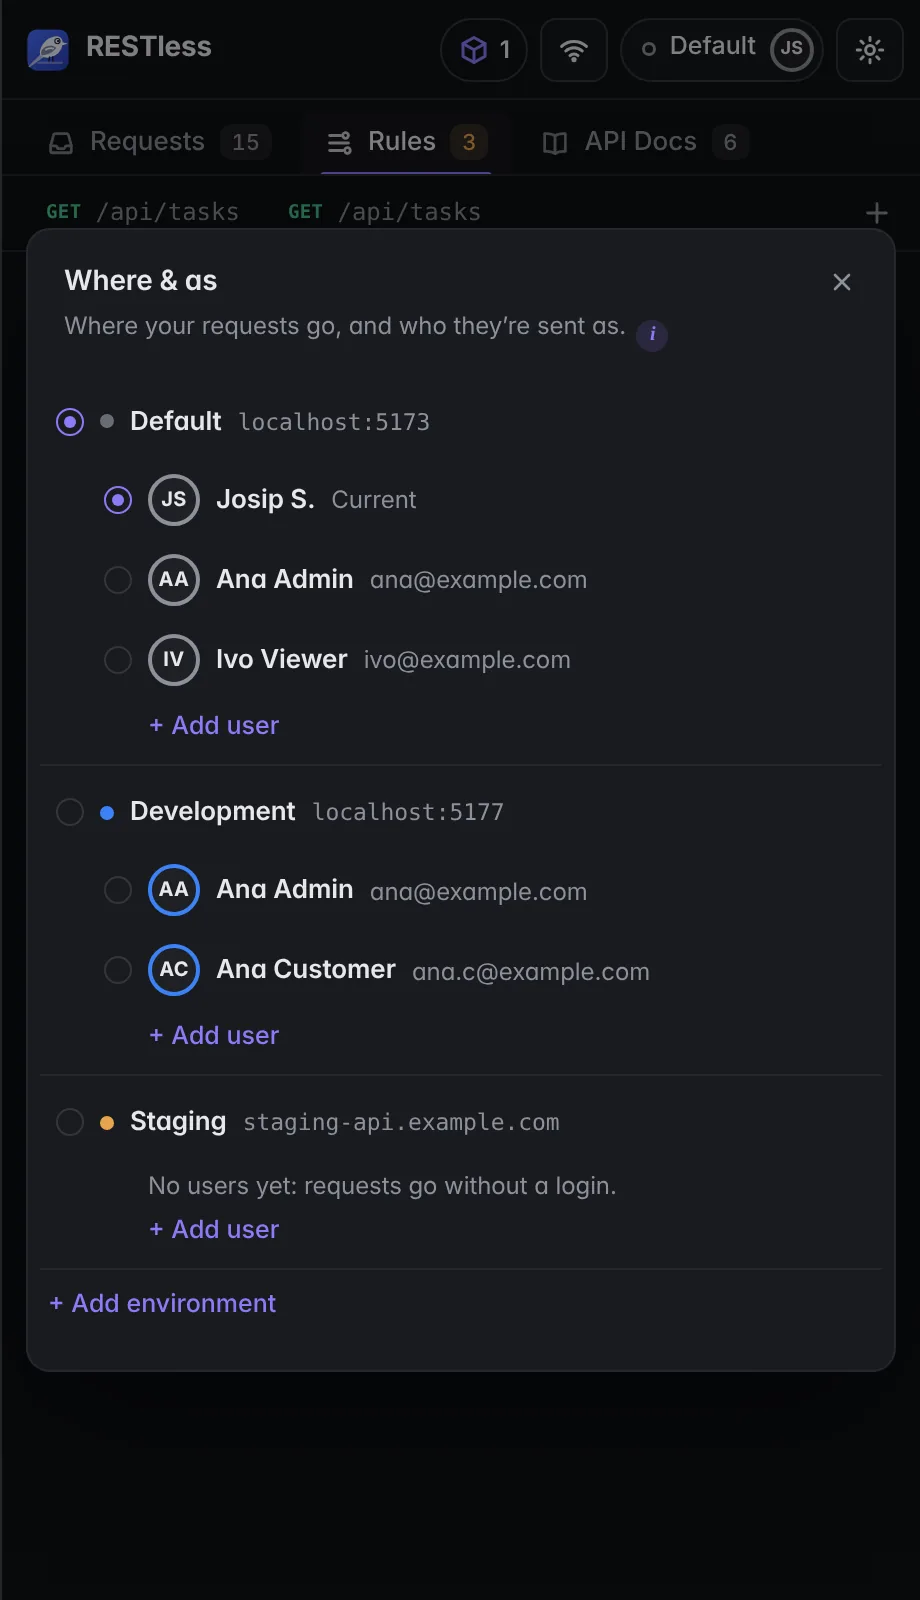 RESTless
1
Default JS
Requests 15
Rules 3
API Docs 6
GET /api/tasks
GET /api/tasks
+
Where & as
Where your requests go, and who they’re sent as. i
Default localhost:5173
JS Josip S. Current
AA Ana Admin ana@example.com
IV Ivo Viewer ivo@example.com
+ Add user
Development localhost:5177
AA Ana Admin ana@example.com
AC Ana Customer ana.c@example.com
+ Add user
Staging staging-api.example.com
No users yet: requests go without a login.
+ Add user
+ Add environment